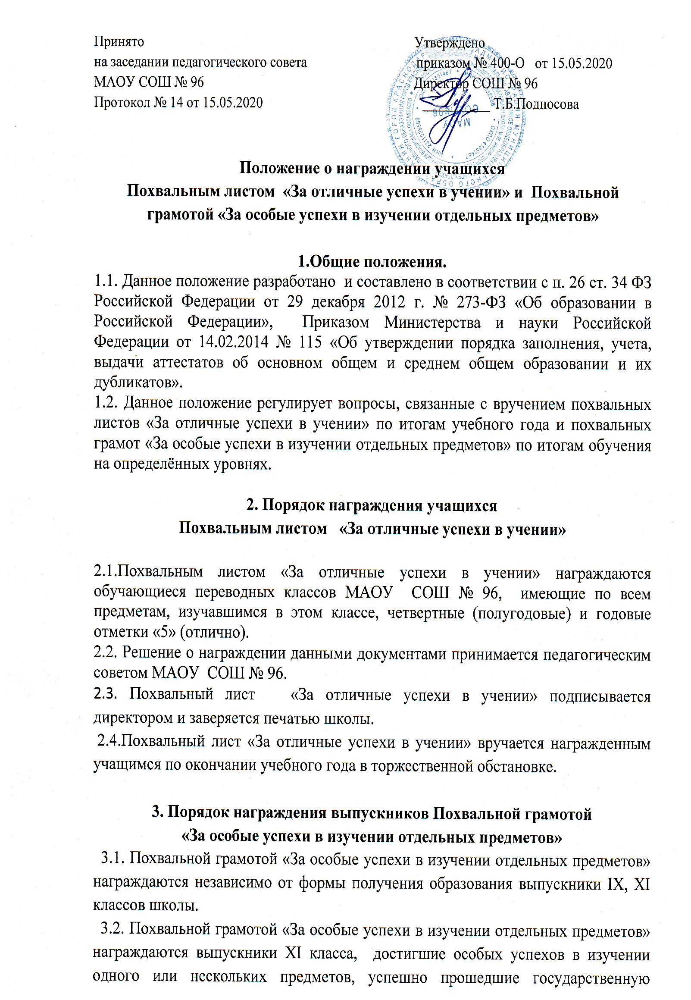 Принято
на заседании педагогического совета
МАОУ СОШ № 96
Протокол № 14 от 15.05.2020
Утверждено
приказом № 400-О от 15.05.2020
Директор СОШ № 96
Т.Б.Подносова
МАОУ
СОШ № 96
Положение о награждении учащихся
Похвальным листом «За отличные успехи в учении» и Похвальной
грамотой «За особые успехи в изучении отдельных предметов»
1.Общие положения.
1.1. Данное положение разработано и составлено в соответствии с п. 26 ст. 34 ФЗ
Российской Федерации от 29 декабря 2012 г. № 273-ФЗ «Об образовании в
Российской Федерации», Приказом Министерства и науки Российской
Федерации от 14.02.2014 № 115 «Об утверждении порядка заполнения, учета,
выдачи аттестатов об основном общем и среднем общем образовании и их
дубликатов».
1.2. Данное положение регулирует вопросы, связанные с вручением похвальных
листов «За отличные успехи в учении» по итогам учебного года и похвальных
грамот «За особые успехи в изучении отдельных предметов» по итогам обучения
на определённых уровнях.
2. Порядок награждения учащихся
Похвальным листом «За отличные успехи в учении»
2.1.Похвальным листом «За отличные успехи в учении» награждаются
обучающиеся переводных классов МАОУ СОШ № 96, имеющие по всем
предметам, изучавшимся в этом классе, четвертные (полугодовые) и годовые
отметки «5» (отлично).
2.2. Решение о награждении данными документами принимается педагогическим
советом МАОУ СОШ № 96.
2.3. Похвальный лист «За отличные успехи в учении» подписывается
директором и заверяется печатью школы.
2.4.Похвальный лист «За отличные успехи в учении» вручается награжденным
учащимся по окончании учебного года в торжественной обстановке.
3. Порядок награждения выпускников Похвальной грамотой
«За особые успехи в изучении отдельных предметов»
3.1. Похвальной грамотой «За особые успехи в изучении отдельных предметов»
награждаются независимо от формы получения образования выпускники IX, XI
классов школы.
3.2. Похвальной грамотой «За особые успехи в изучении отдельных предметов»
награждаются выпускники XI класса, достигшие особых успехов в изучении
одного или нескольких предметов, успешно прошедшие государственную